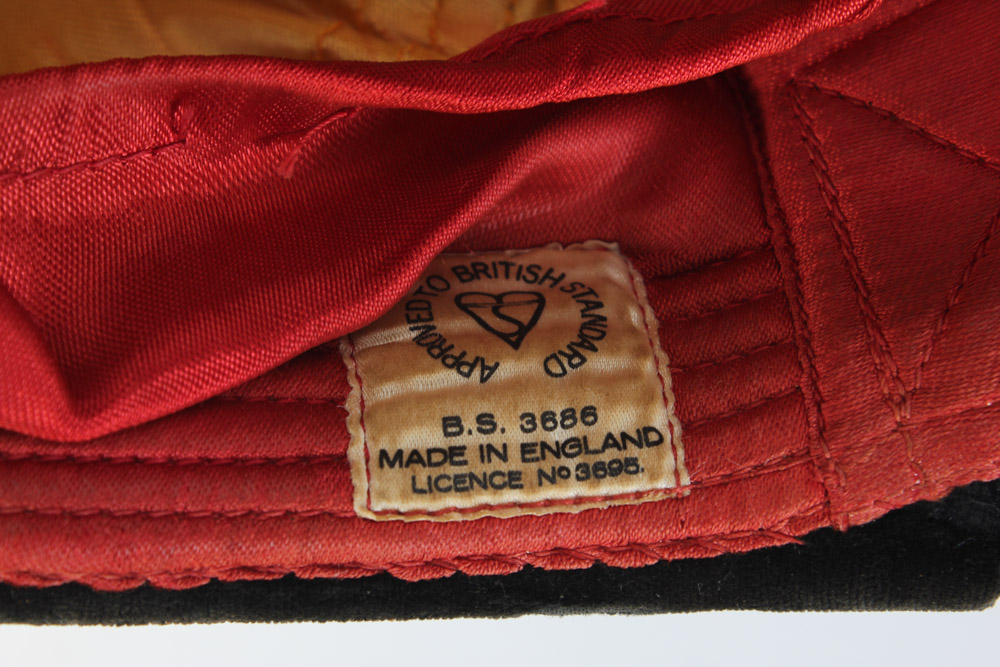 APPROVED TO BRITISH STANDARD
B.S. 3686
MADE IN ENGLAND
LICENCE Nº 3695.